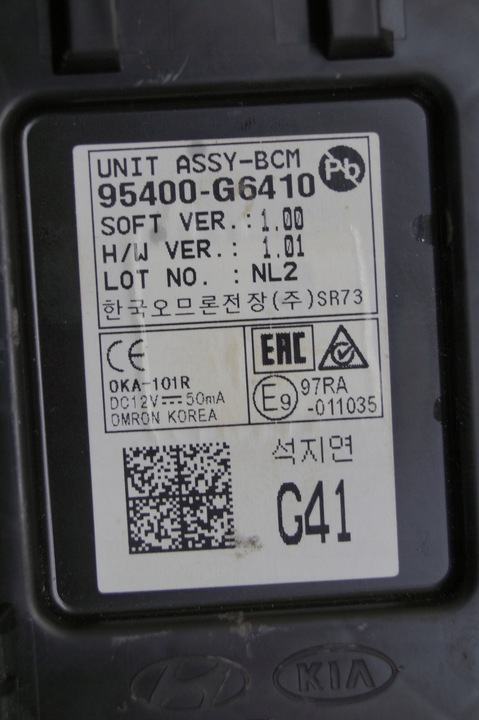 UNIT ASSY-BCM
Pb
95400-G6410
SOFT VER.:1.00
H/W VER.: 1.01
LOT NO. : NL2
한국오므론전장(주)SR73
CE
EAC
OKA-101R
DC12V⎓50mA
OMRON KOREA
E9
97RA
-011035
석지연
G41
KIA